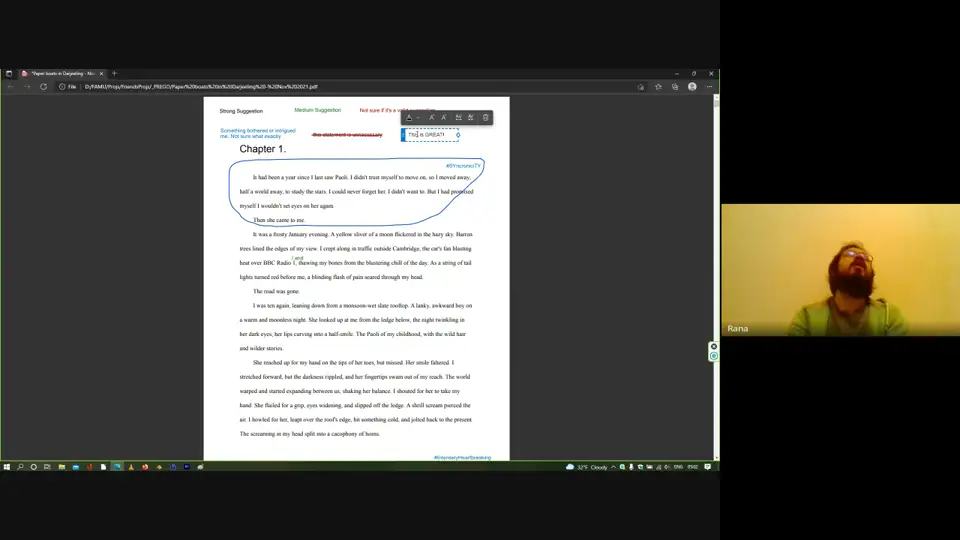 *Paper boats in Darjeeling - Nov
File
D:/FAMU/Projs/FriendsProjs/_PREGO/Paper%20boats%20in%20Darjeeling%20-%20Nov%202021.pdf
Strong Suggestion
Medium Suggestion
Not sure if it's a valid suggestion
Something bothered or intrigued
me. Not sure what exactly
this statement is unnecessary
This is GREAT!
Chapter 1.
#SYncronicTY
It had been a year since I last saw Paoli. I didn't trust myself to move on, so I moved away,
half a world away, to study the stars. I could never forget her. I didn't want to. But I had promised
myself I wouldn't set eyes on her again.
Then she came to me.
It was a frosty January evening. A yellow sliver of a moon flickered in the hazy sky. Barren
trees lined the edges of my view. I crept along in traffic outside Cambridge, the car's fan blasting
/ and
heat over BBC Radio 1, thawing my bones from the blustering chill of the day. As a string of tail
lights turned red before me, a blinding flash of pain seared through my head.
The road was gone.
I was ten again, leaning down from a monsoon-wet slate rooftop. A lanky, awkward boy on
a warm and moonless night. She looked up at me from the ledge below, the night twinkling in
her dark eyes, her lips curving into a half-smile. The Paoli of my childhood, with the wild hair
and wilder stories.
She reached up for my hand on the tips of her toes, but missed. Her smile faltered. I
stretched forward, but the darkness rippled, and her fingertips swam out of my reach. The world
warped and started expanding between us, shaking her balance. I shouted for her to take my
hand. She flailed for a grip, eyes widening, and slipped off the ledge. A shrill scream pierced the
air. I howled for her, leapt over the roof's edge, hit something cold, and jolted back to the present.
The screaming in my head split into a cacophony of horns.
32°F Cloudy
ENG
Rana